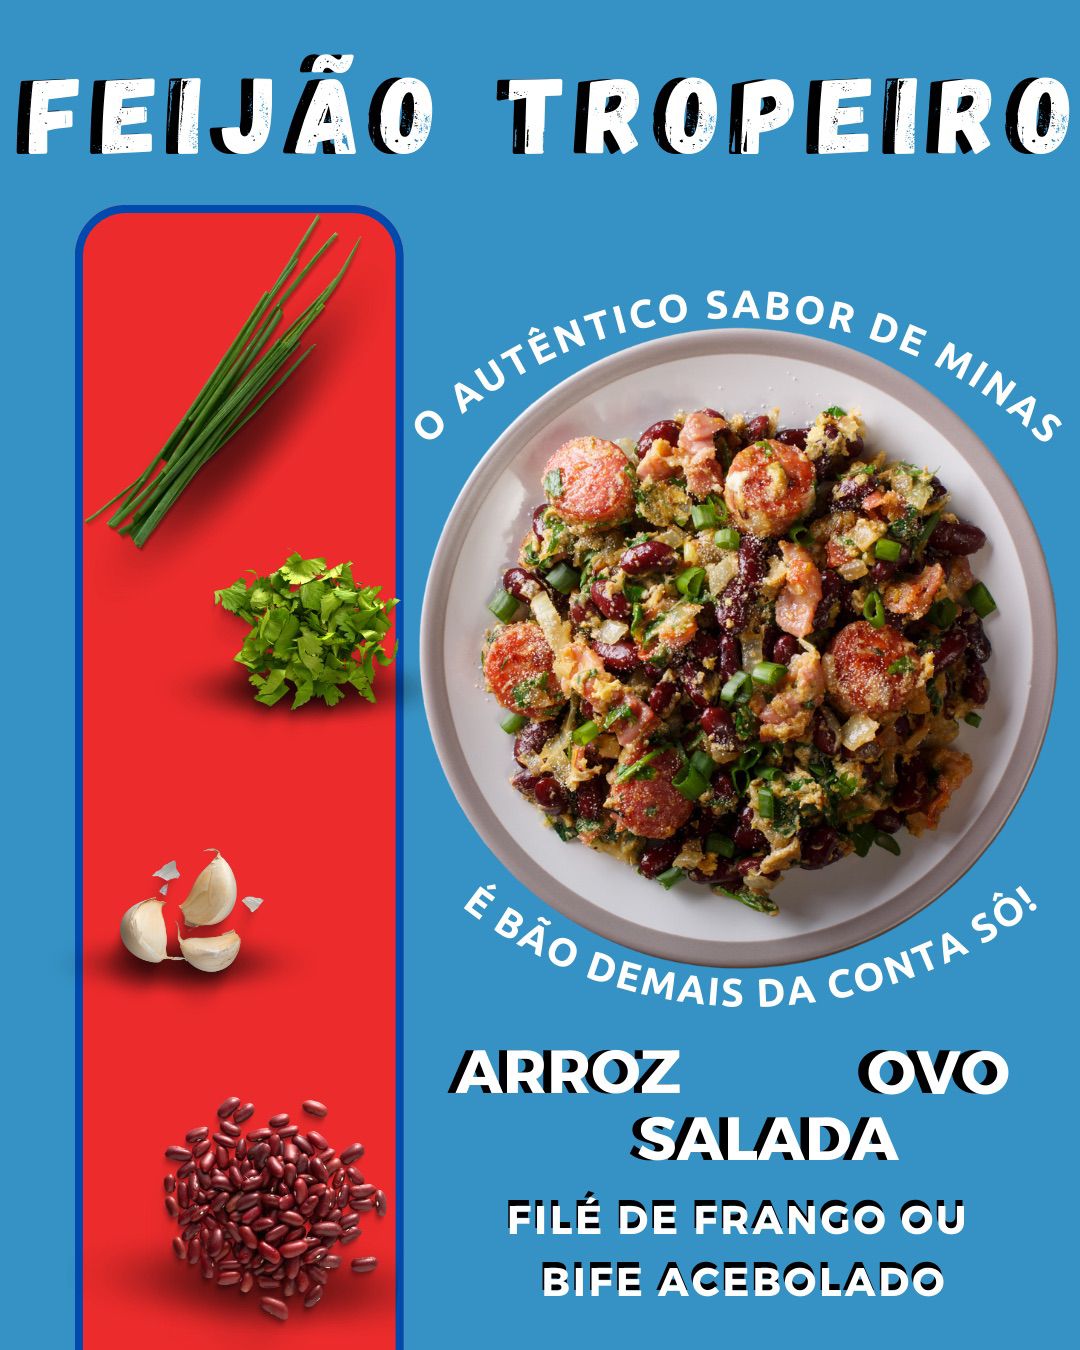 FEIJÃO TROPEIRO
O AUTÊNTICO SABOR DE MINAS
É BÃO DEMAIS DA CONTA SÔ!
ARROZ OVO
SALADA
FILÉ DE FRANGO OU
BIFE ACEBOLADO